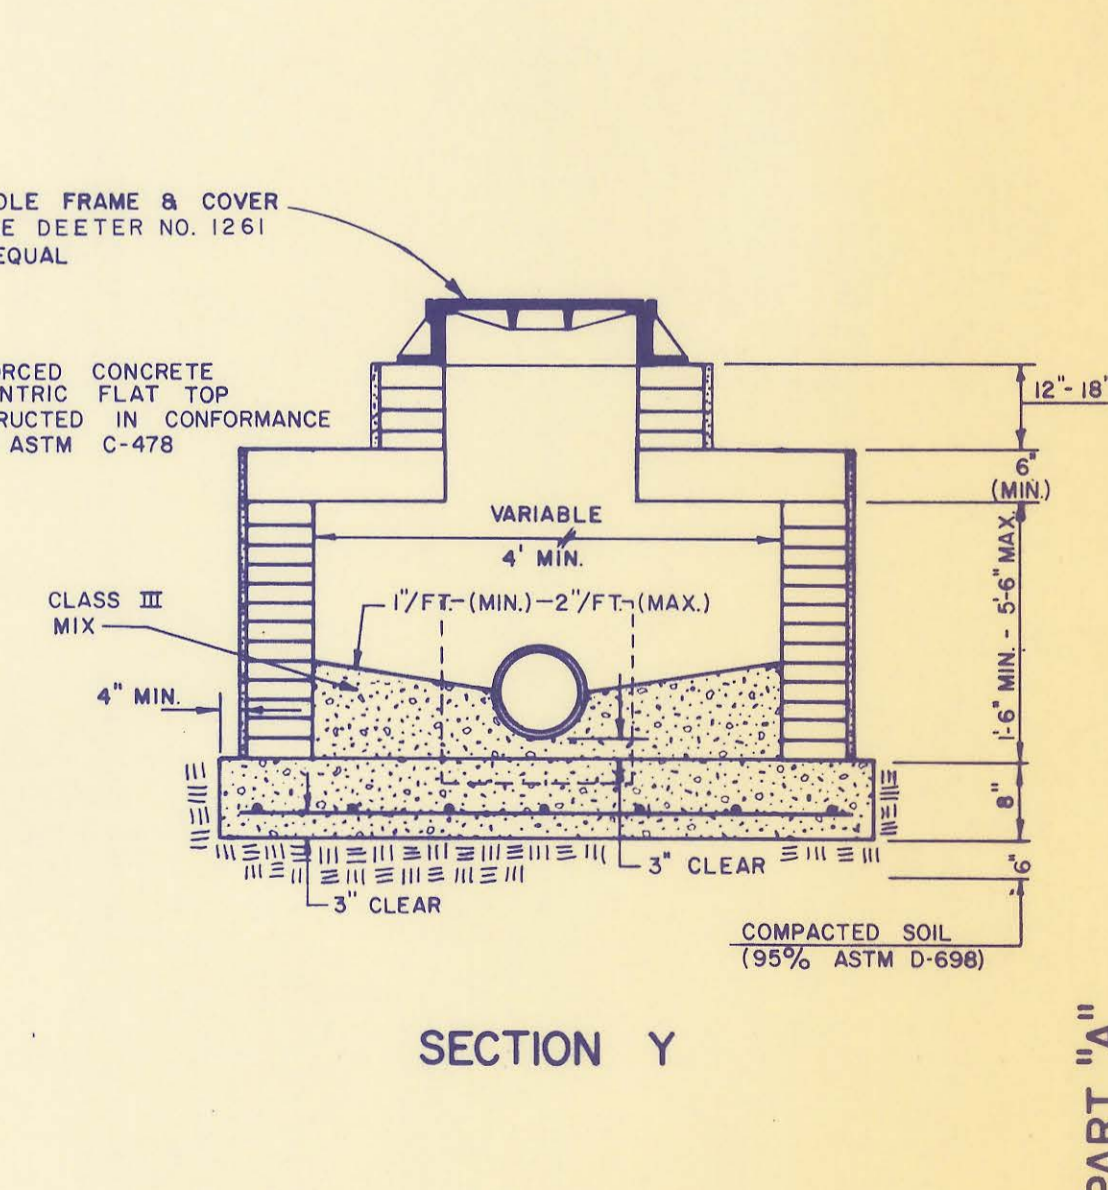 OLE FRAME & COVER
E DEETER NO. 1261
EQUAL
ORCED CONCRETE
NTRIC FLAT TOP
RUCTED IN CONFORMANCE
ASTM C-478
12"-18"
6"
(MIN.)
VARIABLE
4' MIN.
1'-6" MIN. - 5'-6" MAX.
CLASS III
MIX
1"/FT.-(MIN.)-2"/FT.-(MAX.)
4" MIN.
8"
3" CLEAR
6"
3" CLEAR
COMPACTED SOIL
(95% ASTM D-698)
SECTION Y
PART "A"